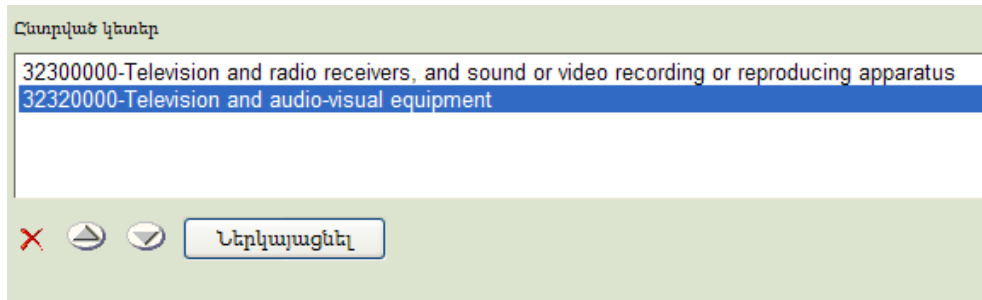 Ընտրված կետեր
32300000-Television and radio receivers, and sound or video recording or reproducing apparatus
32320000-Television and audio-visual equipment
Ներկայացնել